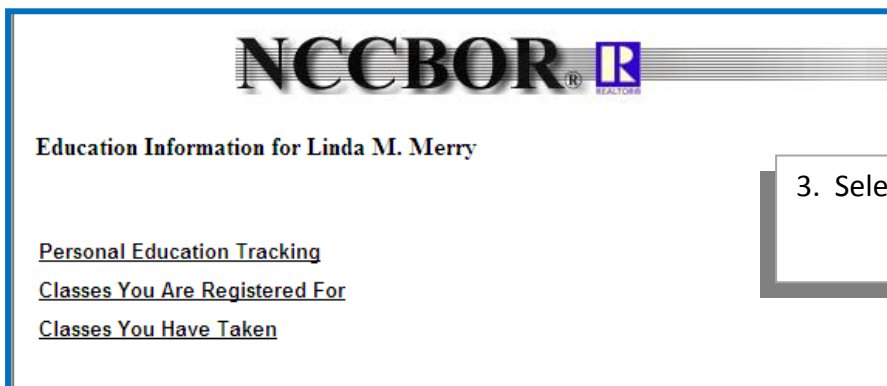 NCCBOR® R
REALTOR®
Education Information for Linda M. Merry
3. Sele
Personal Education Tracking
Classes You Are Registered For
Classes You Have Taken